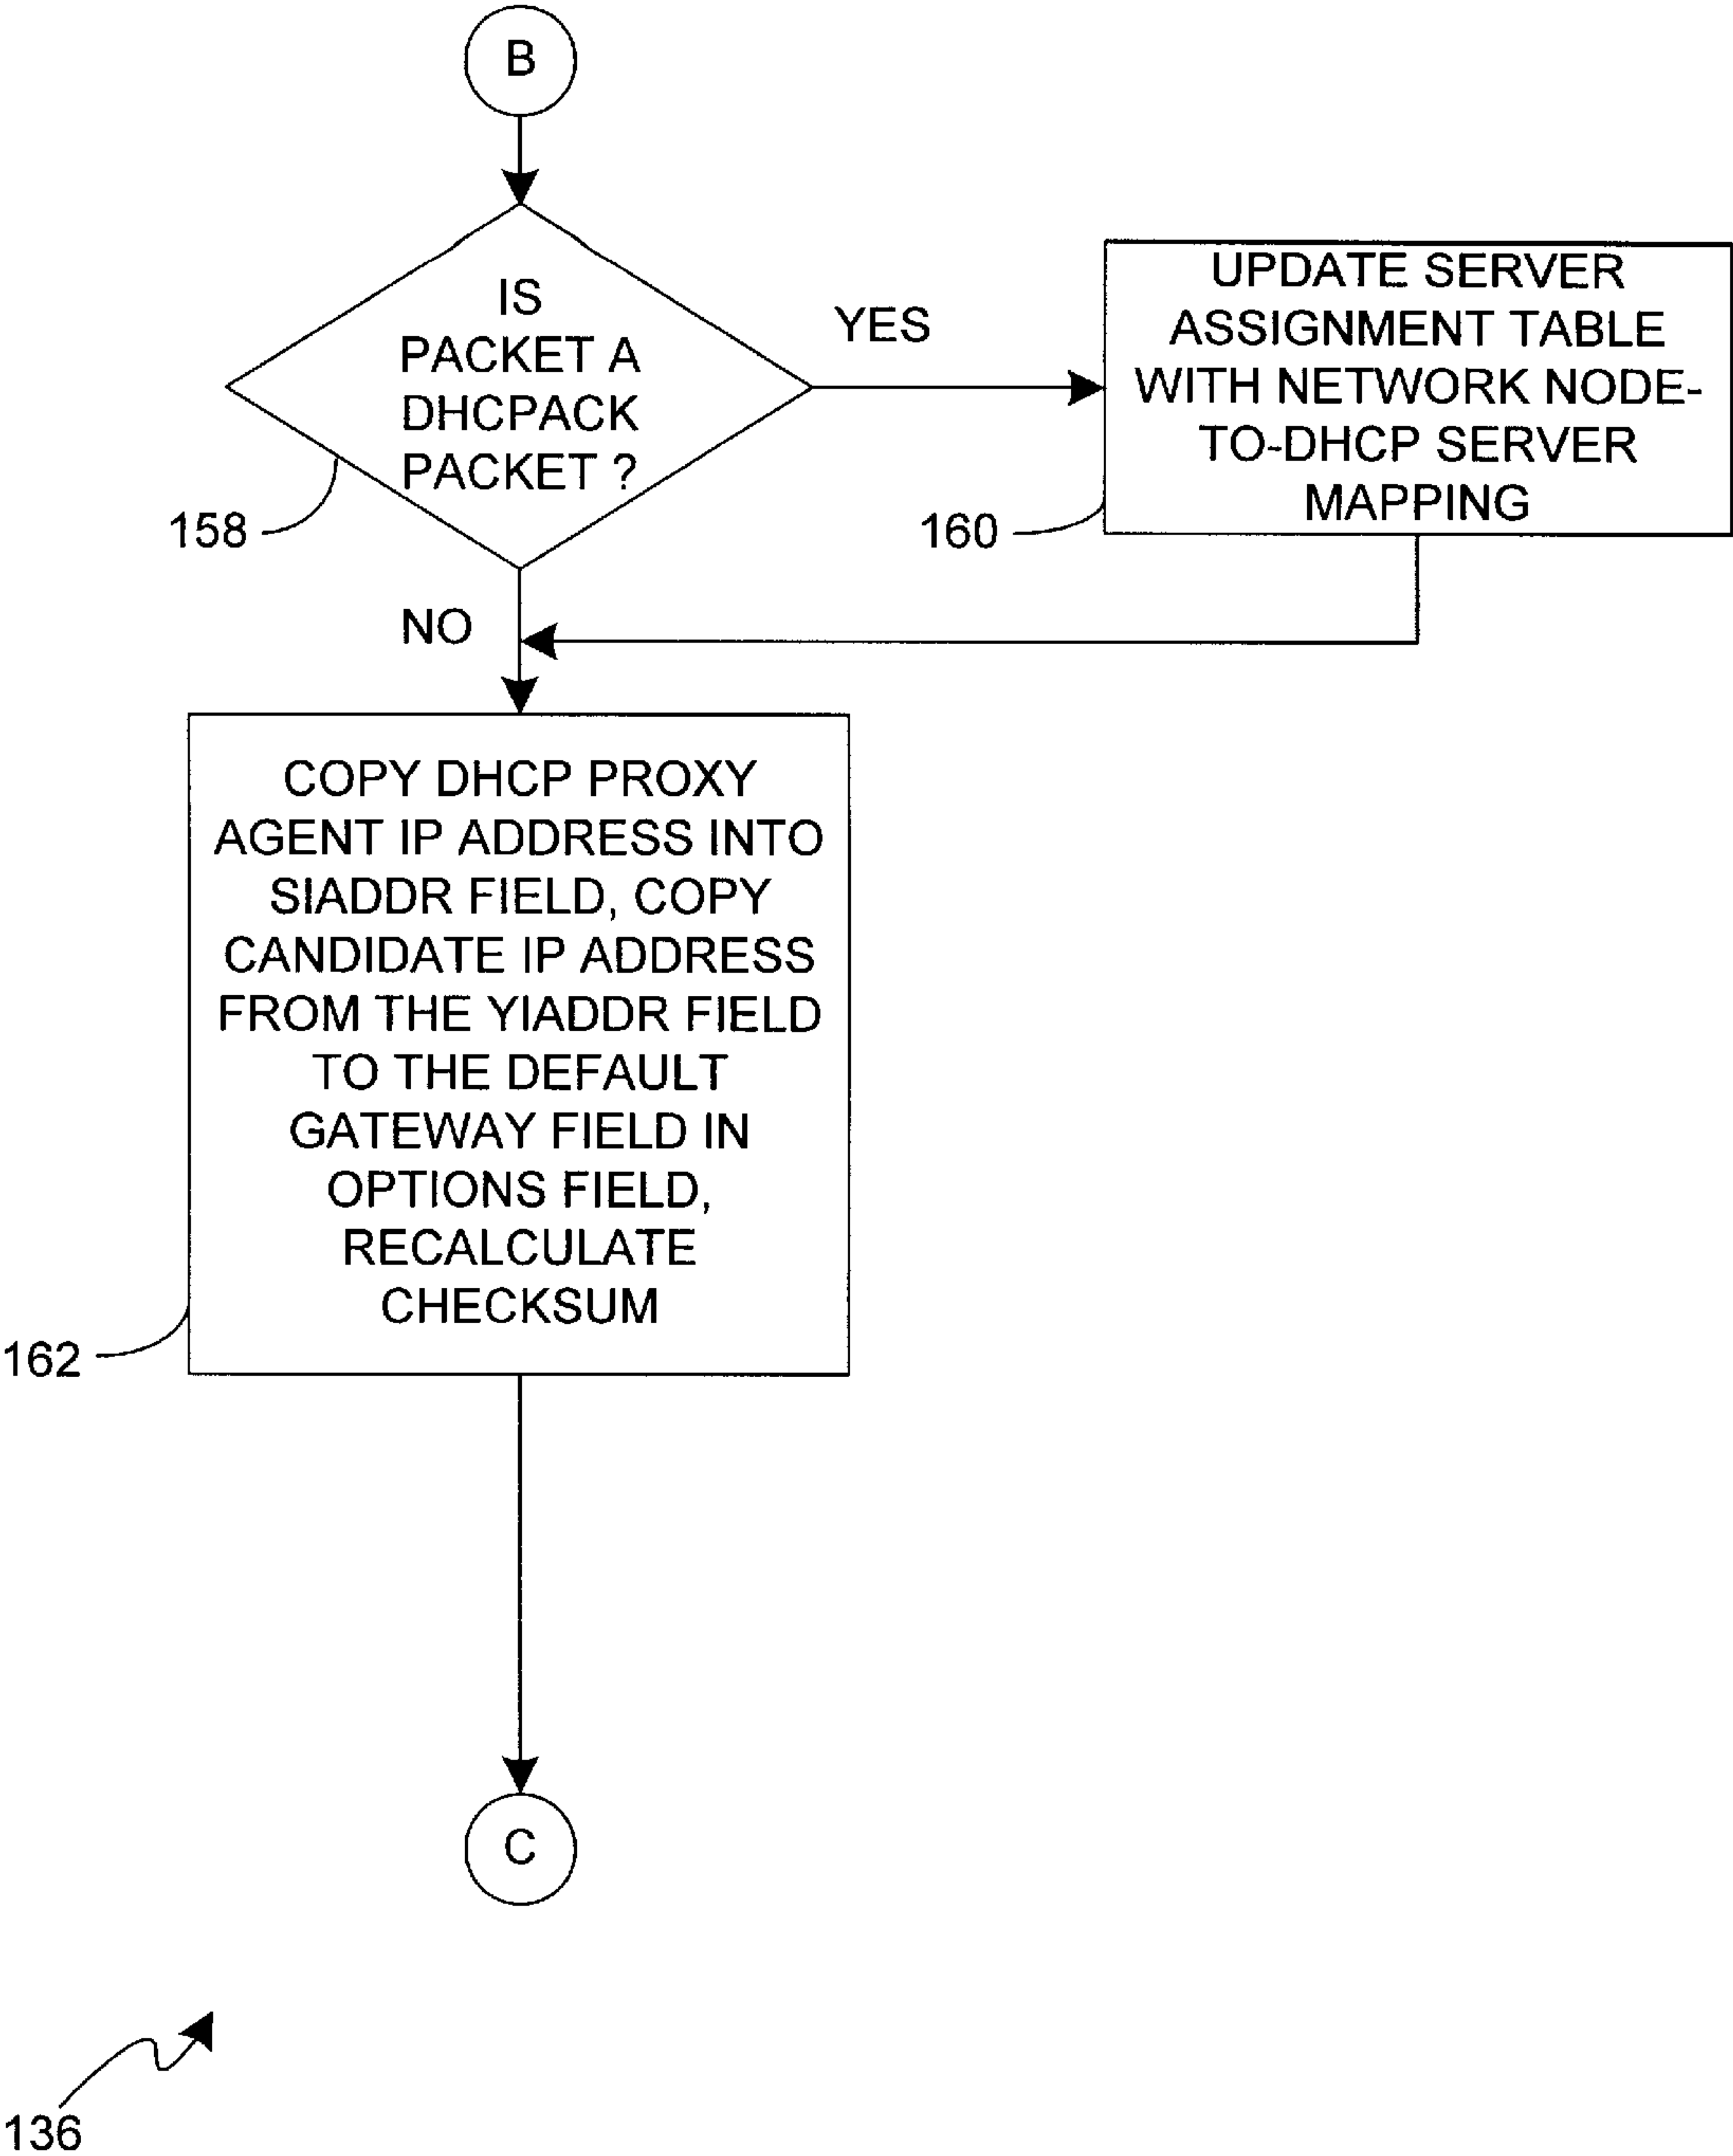 B
IS
PACKET A
DHCPACK
PACKET ?
YES
UPDATE SERVER
ASSIGNMENT TABLE
WITH NETWORK NODE-
TO-DHCP SERVER
MAPPING
158
160
NO
COPY DHCP PROXY
AGENT IP ADDRESS INTO
SIADDR FIELD, COPY
CANDIDATE IP ADDRESS
FROM THE YIADDR FIELD
TO THE DEFAULT
GATEWAY FIELD IN
OPTIONS FIELD,
RECALCULATE
CHECKSUM
162
C
136